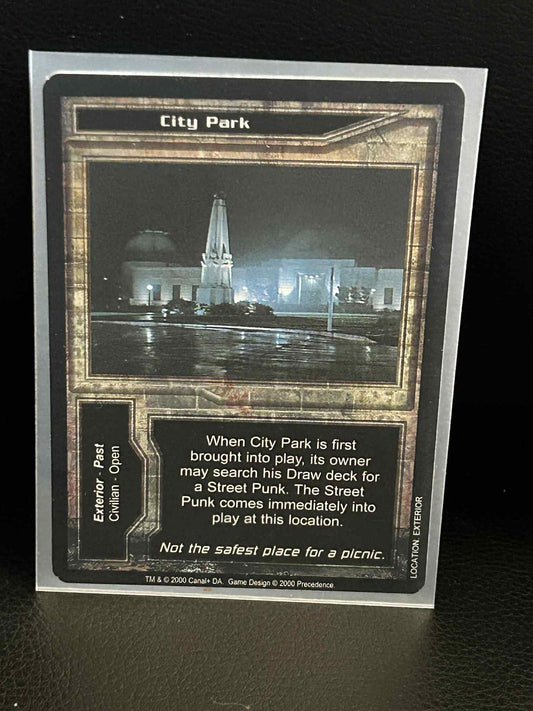 City Park
Exterior - Past
Civilian - Open
When City Park is first
brought into play, its owner
may search his Draw deck for
a Street Punk. The Street
Punk comes immediately into
play at this location.
Not the safest place for a picnic.
LOCATION: EXTERIOR
TM & © 2000 Canal+ DA. Game Design © 2000 Precedence.